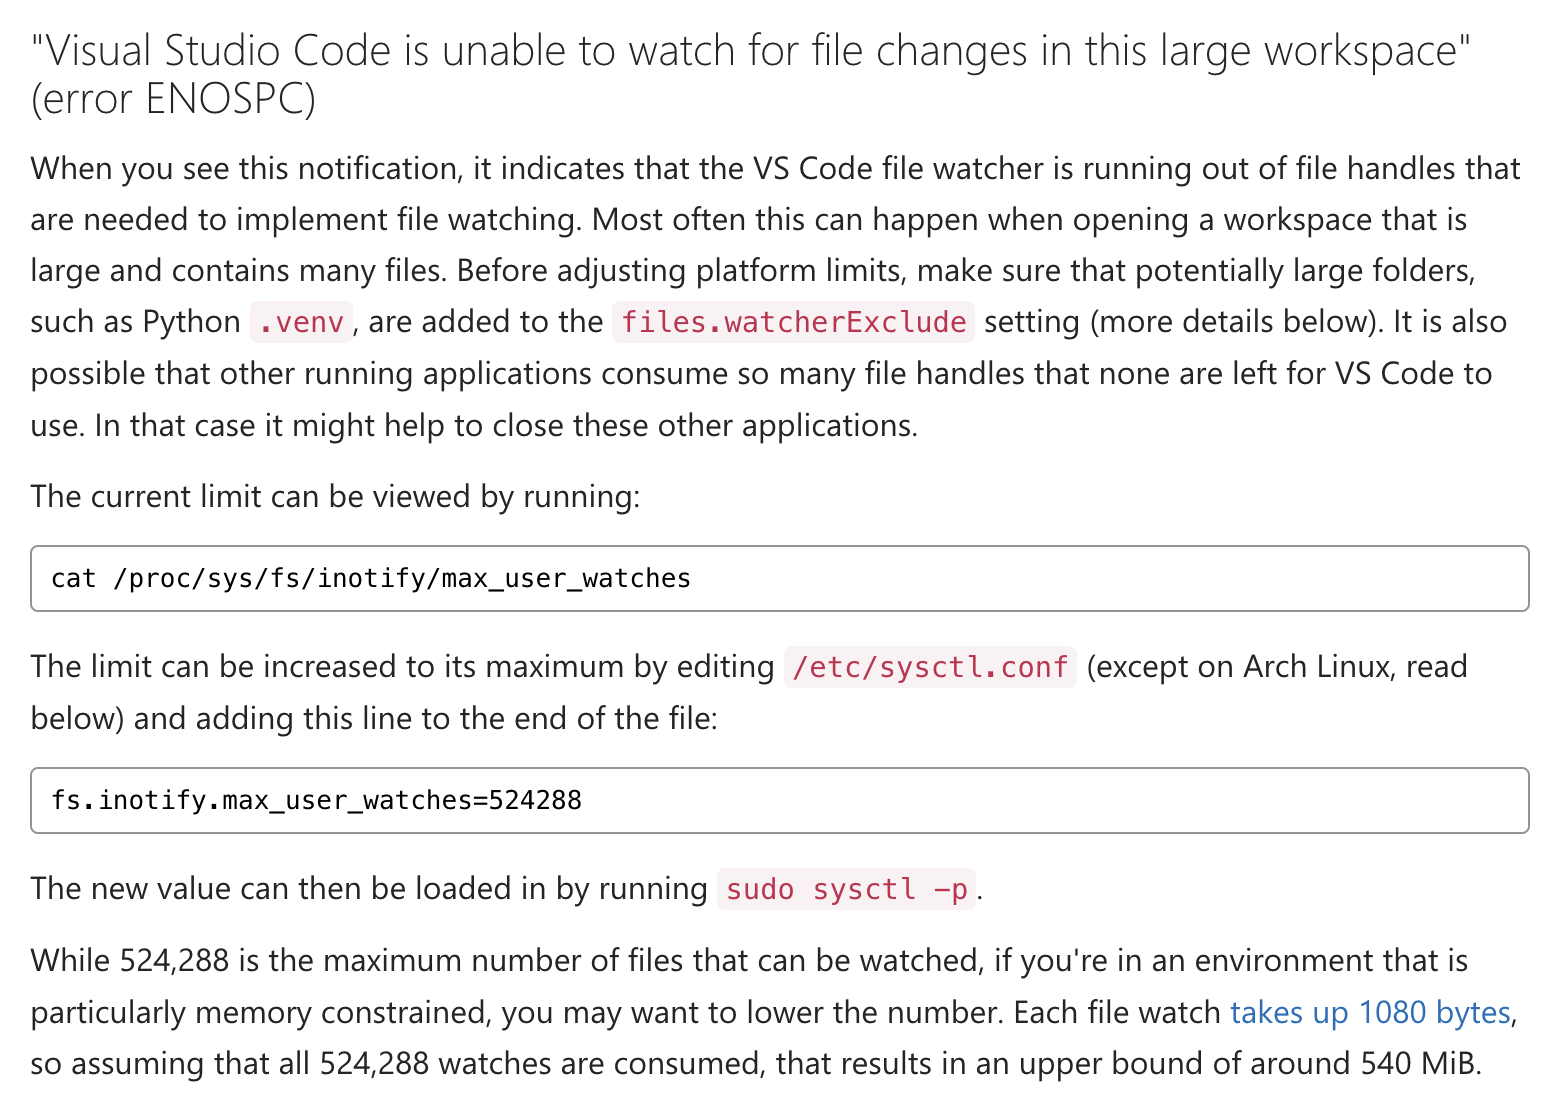 "Visual Studio Code is unable to watch for file changes in this large workspace"
(error ENOSPC)
When you see this notification, it indicates that the VS Code file watcher is running out of file handles that
are needed to implement file watching. Most often this can happen when opening a workspace that is
large and contains many files. Before adjusting platform limits, make sure that potentially large folders,
such as Python .venv, are added to the files.watcherExclude setting (more details below). It is also
possible that other running applications consume so many file handles that none are left for VS Code to
use. In that case it might help to close these other applications.
The current limit can be viewed by running:
cat /proc/sys/fs/inotify/max_user_watches
The limit can be increased to its maximum by editing /etc/sysctl.conf (except on Arch Linux, read
below) and adding this line to the end of the file:
fs.inotify.max_user_watches=524288
The new value can then be loaded in by running sudo sysctl -p.
While 524,288 is the maximum number of files that can be watched, if you're in an environment that is
particularly memory constrained, you may want to lower the number. Each file watch takes up 1080 bytes,
so assuming that all 524,288 watches are consumed, that results in an upper bound of around 540 MiB.